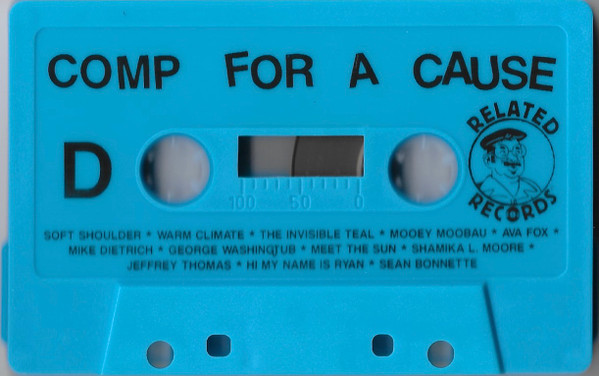 COMP FOR A CAUSE
RELATED
RECORDS
D
100 50 0
SOFT SHOULDER * WARM CLIMATE * THE INVISIBLE TEAL * MOOEY MOOBAU * AVA FOX *
MIKE DIETRICH * GEORGE WASHINGTUB * MEET THE SUN * SHAMIKA L. MOORE *
JEFFREY THOMAS * HI MY NAME IS RYAN * SEAN BONNETTE